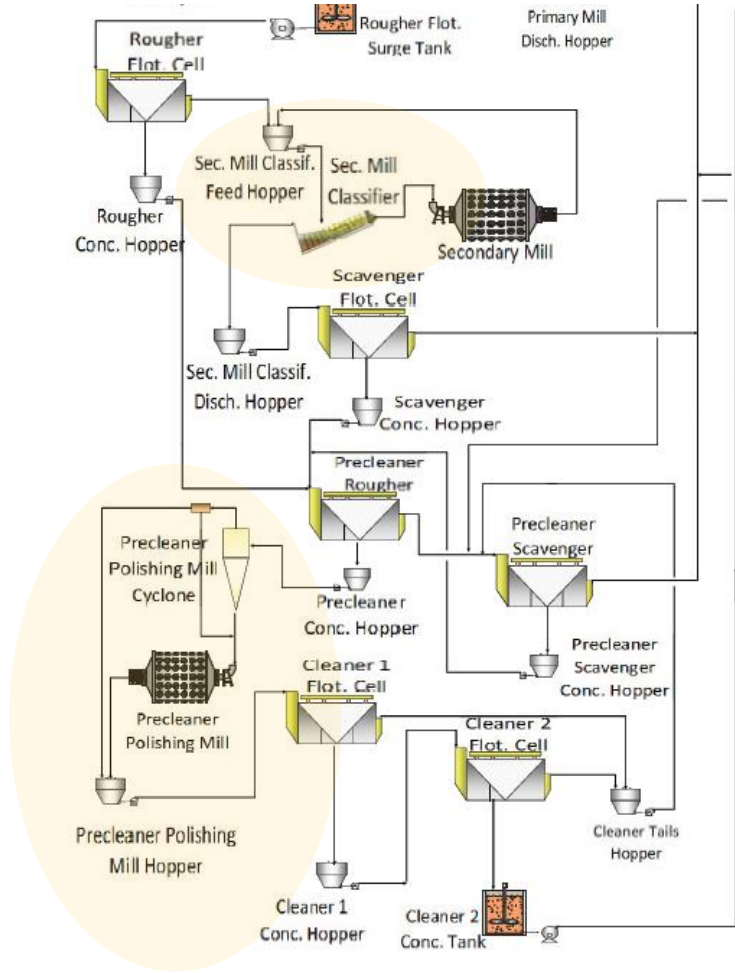 Rougher Flot.
Surge Tank
Primary Mill
Disch. Hopper
Rougher
Flot. Cell
Sec. Mill Classif.
Feed Hopper
Sec. Mill
Classifier
Rougher
Conc. Hopper
Secondary Mill
Scavenger
Flot. Cell
Sec. Mill Classif.
Disch. Hopper
Scavenger
Conc. Hopper
Precleaner
Rougher
Precleaner
Scavenger
Precleaner
Polishing Mill
Cyclone
Precleaner
Conc. Hopper
Precleaner
Scavenger
Conc. Hopper
Cleaner 1
Flot. Cell
Precleaner
Polishing Mill
Cleaner 2
Flot. Cell
Precleaner Polishing
Mill Hopper
Cleaner Tails
Hopper
Cleaner 1
Conc. Hopper
Cleaner 2
Conc. Tank